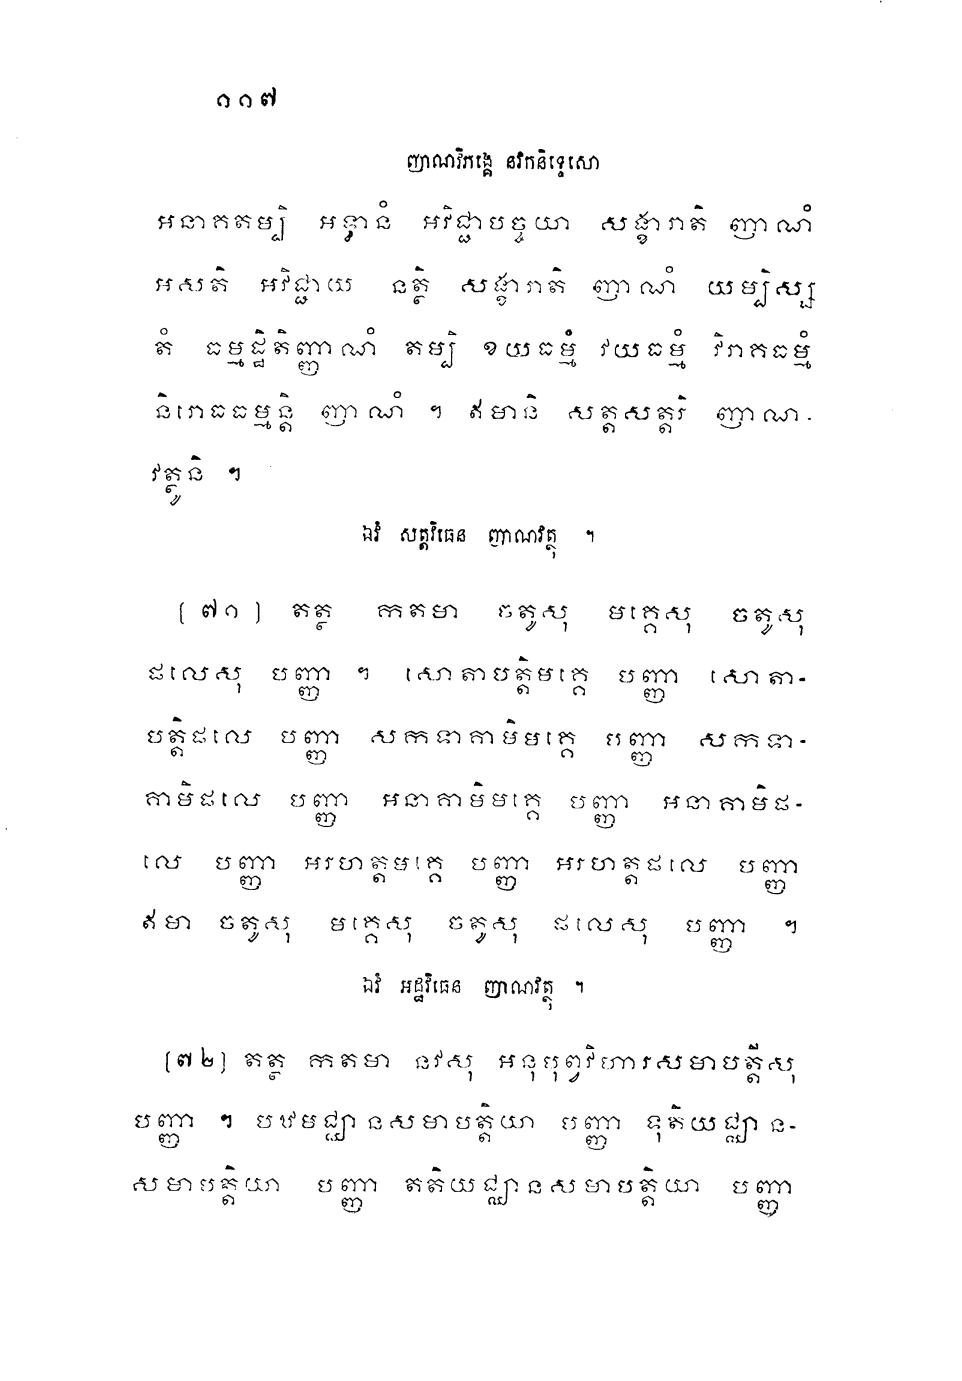 ១១៧
ញាណវិភង្គេ នវកនិទ្ទេសោ
អនាគតម្បិ អទ្ធានំ អវិជ្ជាបច្ចយា សង្ខារាតិ ញាណំ
អសតិ អវិជ្ជាយ នត្ថិ សង្ខារាតិ ញាណំ យម្បិស្ស
តំ ធម្មដ្ឋិតិញ្ញាណំ តម្បិ ខយធម្មំ វយធម្មំ វិរាគធម្មំ
និរោធធម្មន្តិ ញាណំ ។ ឥមានិ សត្តសត្តរិ ញាណ-
វត្ថូនិ ។
ឯវំ សត្តវិធេន ញាណវត្ថុ ។
(៧១) តត្ថ កតមា ចតូសុ មគ្គេសុ ចតូសុ
ផលេសុ បញ្ញា ។ សោតាបត្តិមគ្គេ បញ្ញា សោតា-
បត្តិផលេ បញ្ញា សកទាគាមិមគ្គេ បញ្ញា សកទា-
គាមិផលេ បញ្ញា អនាគាមិមគ្គេ បញ្ញា អនាគាមិផ-
លេ បញ្ញា អរហត្តមគ្គេ បញ្ញា អរហត្តផលេ បញ្ញា
ឥមា ចតូសុ មគ្គេសុ ចតូសុ ផលេសុ បញ្ញា ។
ឯវំ អដ្ឋវិធេន ញាណវត្ថុ ។
(៧២) តត្ថ កតមា នវសុ អនុបុព្វវិហារសមាបត្តីសុ
បញ្ញា ។ បឋមជ្ឈានសមាបត្តិយា បញ្ញា ទុតិយជ្ឈាន-
សមាបត្តិយា បញ្ញា តតិយជ្ឈានសមាបត្តិយា បញ្ញា